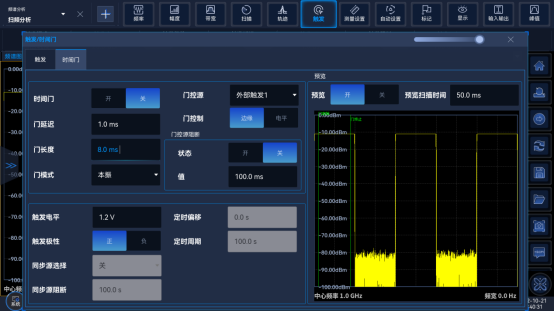 频谱分析
扫频分析
频率
幅度
带宽
扫描
轨迹
触发
测量设置
自动设置
标记
显示
输入输出
峰值
触发/时间门
触发
时间门
时间门
开
关
门延迟
1.0 ms
门长度
8.0 ms
门模式
本振
门控源
外部触发1
门控制
边缘
电平
门控源阻断
状态
开
关
值
100.0 ms
触发电平
1.2 V
触发极性
正
负
同步源选择
关
同步源阻断
100.0 s
定时偏移
0.0 s
定时周期
100.0 s
预览
预览
开
关
预览扫描时间
50.0 ms
0.00dBm
-10.00dBm
-20.00dBm
-30.00dBm
-40.00dBm
-50.00dBm
-60.00dBm
-70.00dBm
-80.00dBm
-90.00dBm
-100.00dBm
中心频率 1.0 GHz
频宽 0.0 Hz
系统